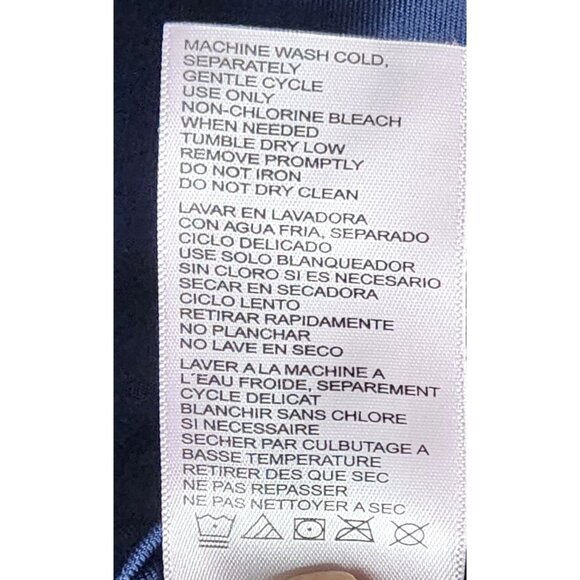 MACHINE WASH COLD,
SEPARATELY
GENTLE CYCLE
USE ONLY
NON-CHLORINE BLEACH
WHEN NEEDED
TUMBLE DRY LOW
REMOVE PROMPTLY
DO NOT IRON
DO NOT DRY CLEAN
LAVAR EN LAVADORA
CON AGUA FRIA, SEPARADO
CICLO DELICADO
USE SOLO BLANQUEADOR
SIN CLORO SI ES NECESARIO
SECAR EN SECADORA
CICLO LENTO
RETIRAR RAPIDAMENTE
NO PLANCHAR
NO LAVE EN SECO
LAVER A LA MACHINE A
L'EAU FROIDE, SEPAREMENT
CYCLE DELICAT
BLANCHIR SANS CHLORE
SI NECESSAIRE
SECHER PAR CULBUTAGE A
BASSE TEMPERATURE
RETIRER DES QUE SEC
NE PAS REPASSER
NE PAS NETTOYER A SEC